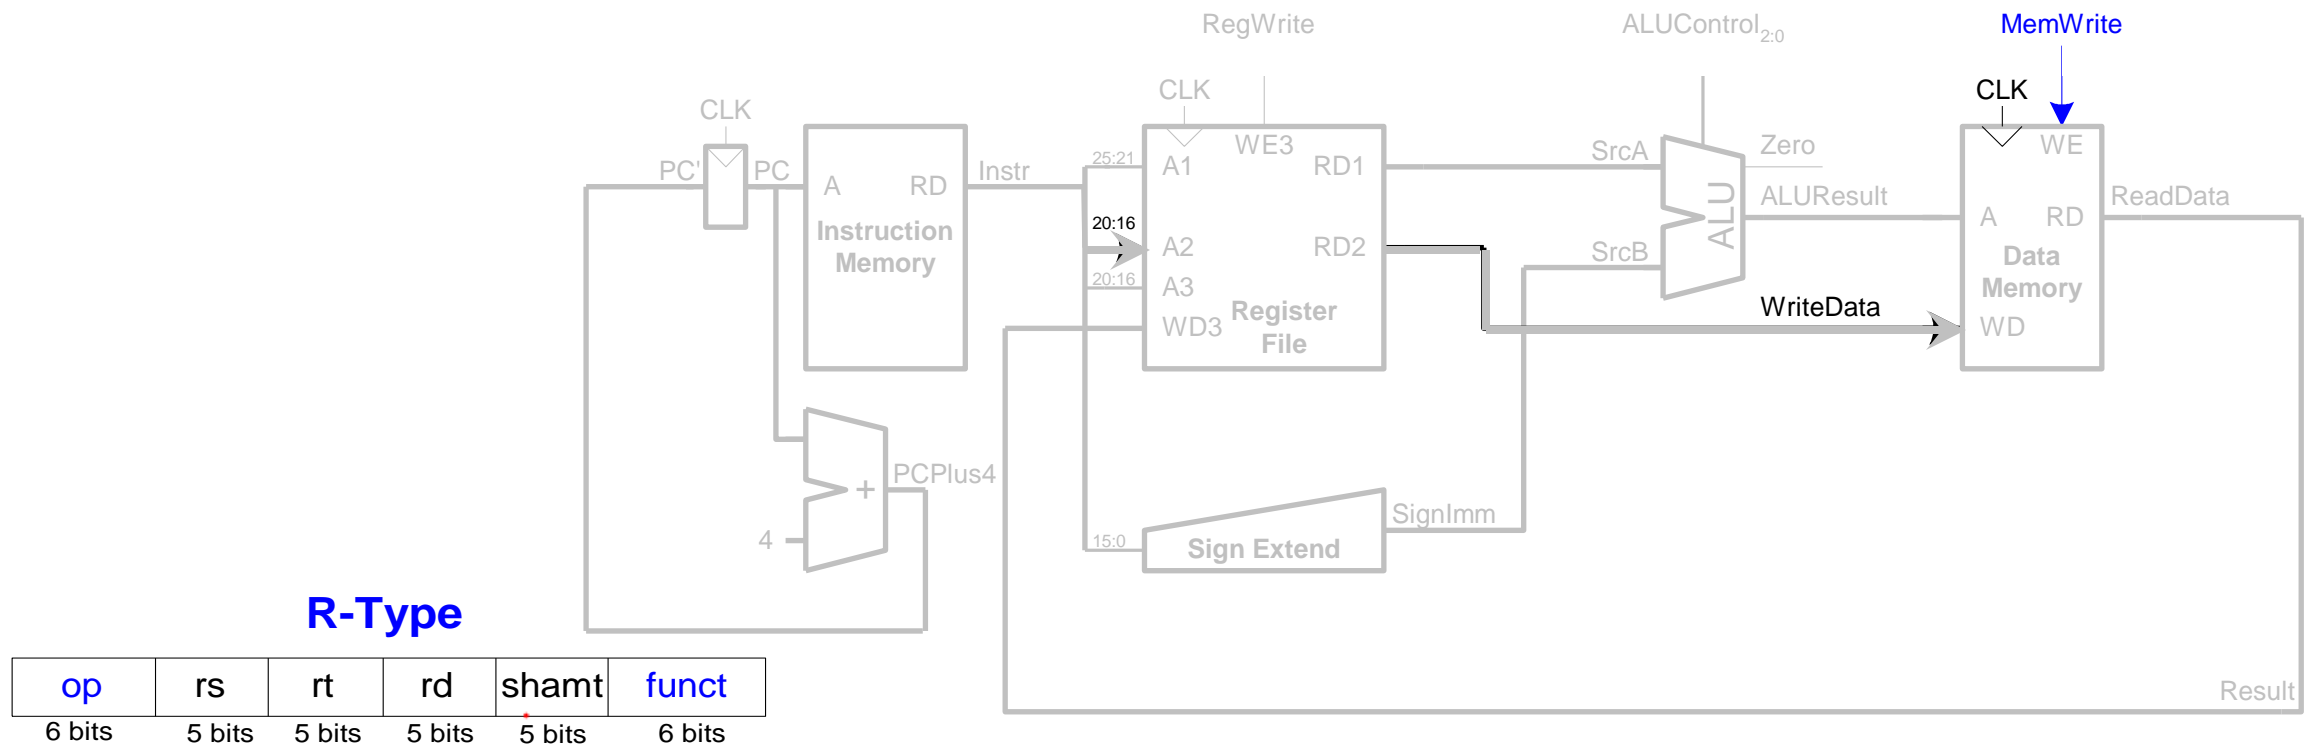 RegWrite
ALUControl2:0
MemWrite
CLK
CLK
CLK
PC'
PC
A
RD
Instruction
Memory
Instr
25:21
20:16
20:16
15:0
A1
A2
A3
WD3
WE3
RD1
RD2
Register
File
SrcA
SrcB
ALU
Zero
ALUResult
WriteData
WE
A
RD
Data
Memory
WD
ReadData
4
+
PCPlus4
Sign Extend
SignImm
Result
R-Type
op rs rt rd shamt funct
6 bits 5 bits 5 bits 5 bits 5 bits 6 bits